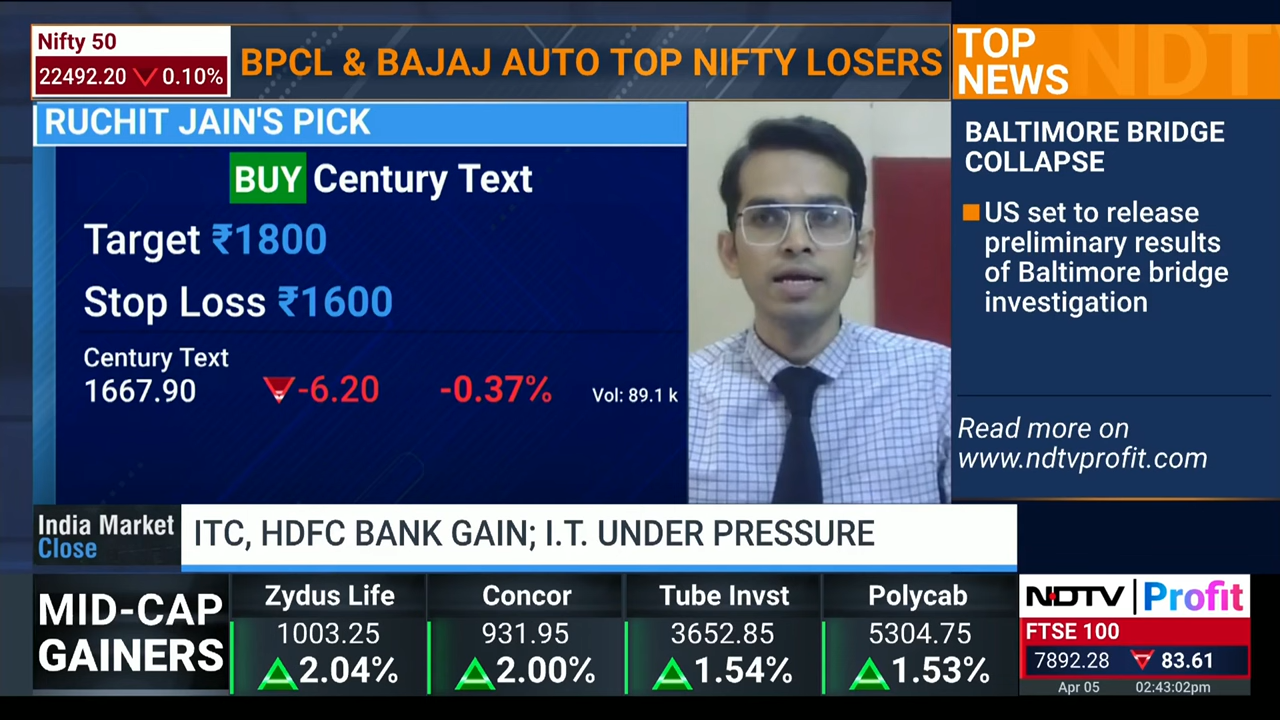 Nifty 50
22492.20 0.10%
BPCL & BAJAJ AUTO TOP NIFTY LOSERS
TOP
NEWS
RUCHIT JAIN'S PICK
BUY Century Text
Target ₹1800
Stop Loss ₹1600
Century Text
1667.90 -6.20 -0.37% Vol: 89.1 k
BALTIMORE BRIDGE
COLLAPSE
US set to release
preliminary results
of Baltimore bridge
investigation
Read more on
www.ndtvprofit.com
India Market
Close
ITC, HDFC BANK GAIN; I.T. UNDER PRESSURE
MID-CAP
GAINERS
Zydus Life
1003.25
2.04%
Concor
931.95
2.00%
Tube Invst
3652.85
1.54%
Polycab
5304.75
1.53%
NDTV Profit
FTSE 100
7892.28 83.61
Apr 05 02:43:02pm